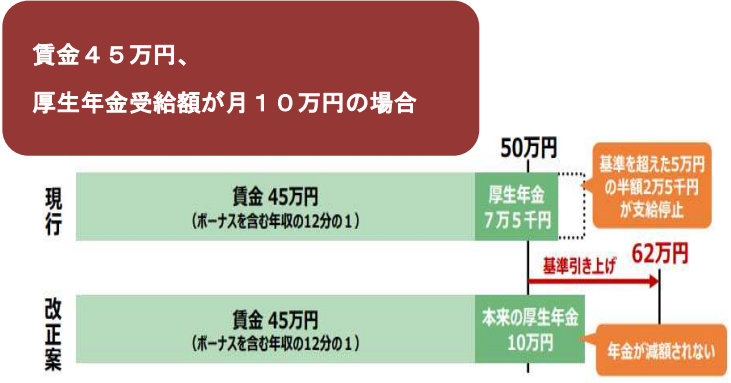 賃金４５万円、
厚生年金受給額が月１０万円の場合
50万円
基準を超えた5万円
の半額2万5千円
が支給停止
現行
賃金 45万円
（ボーナスを含む年収の12分の１）
厚生年金
７万５千円
基準引き上げ
62万円
改正案
賃金 45万円
（ボーナスを含む年収の12分の１）
本来の厚生年金
10万円
年金が減額されない